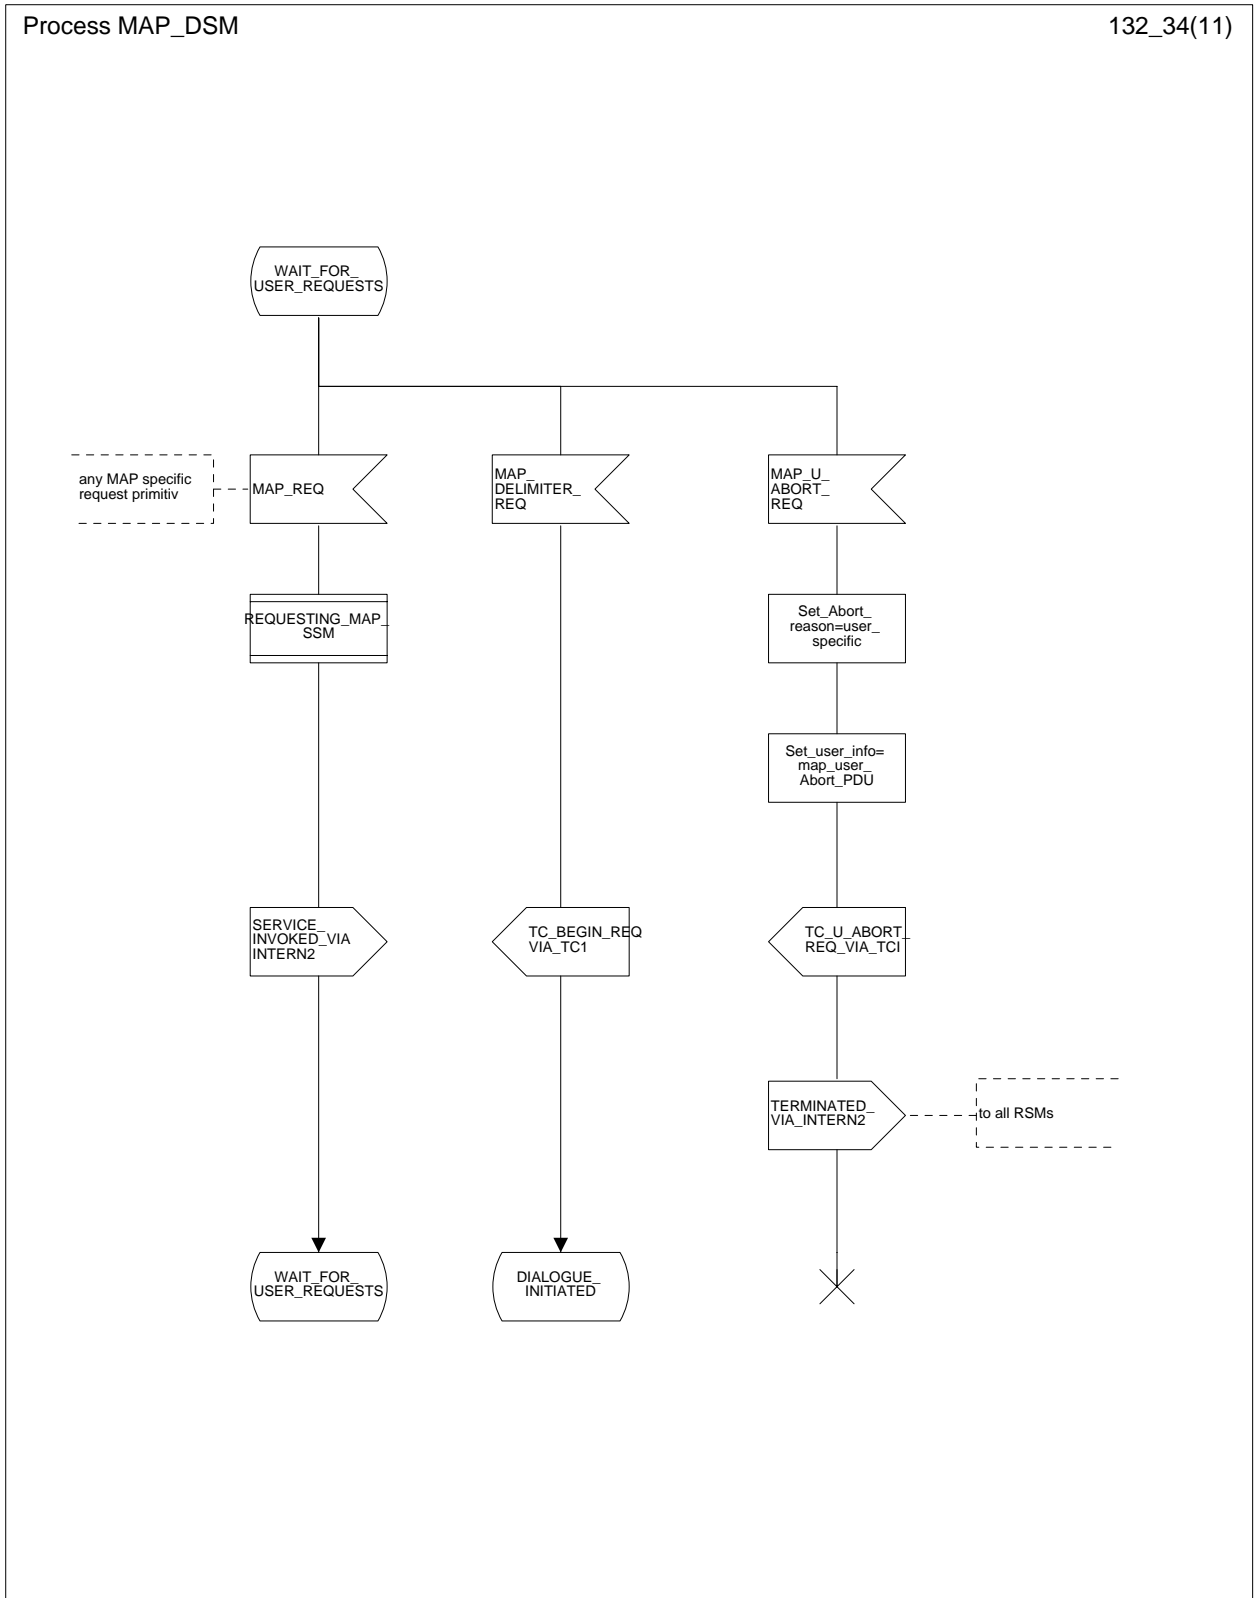 Process MAP_DSM
132_34(11)
WAIT_FOR_
USER_REQUESTS
any MAP specific
request primitiv
MAP_REQ
MAP_
DELIMITER_
REQ
MAP_U_
ABORT_
REQ
REQUESTING_MAP_
SSM
Set_Abort_
reason=user_
specific
Set_user_info=
map_user_
Abort_PDU
SERVICE_
INVOKED_VIA
INTERN2
TC_BEGIN_REQ
VIA_TC1
TC_U_ABORT_
REQ_VIA_TCI
TERMINATED_
VIA_INTERN2
to all RSMs
WAIT_FOR_
USER_REQUESTS
DIALOGUE_
INITIATED